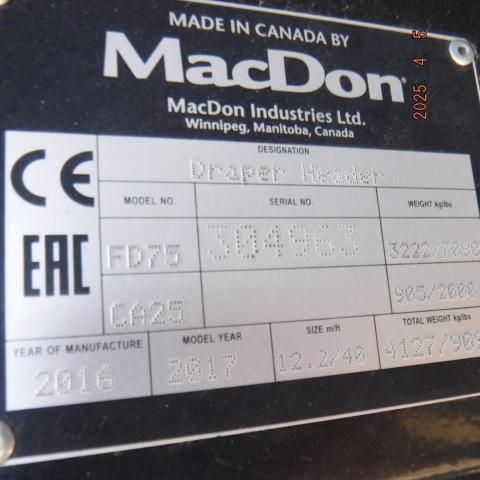 MADE IN CANADA BY
MacDon®
MacDon Industries Ltd.
Winnipeg, Manitoba, Canada
2025. 4. 5
DESIGNATION
Draper Header
CE
MODEL NO. SERIAL NO. WEIGHT kg/lbs
FD75 304963 3222/7090
EAC
CA25 905/2000
YEAR OF MANUFACTURE MODEL YEAR SIZE m/ft TOTAL WEIGHT kg/lbs
2016 2017 12.2/40 4127/909